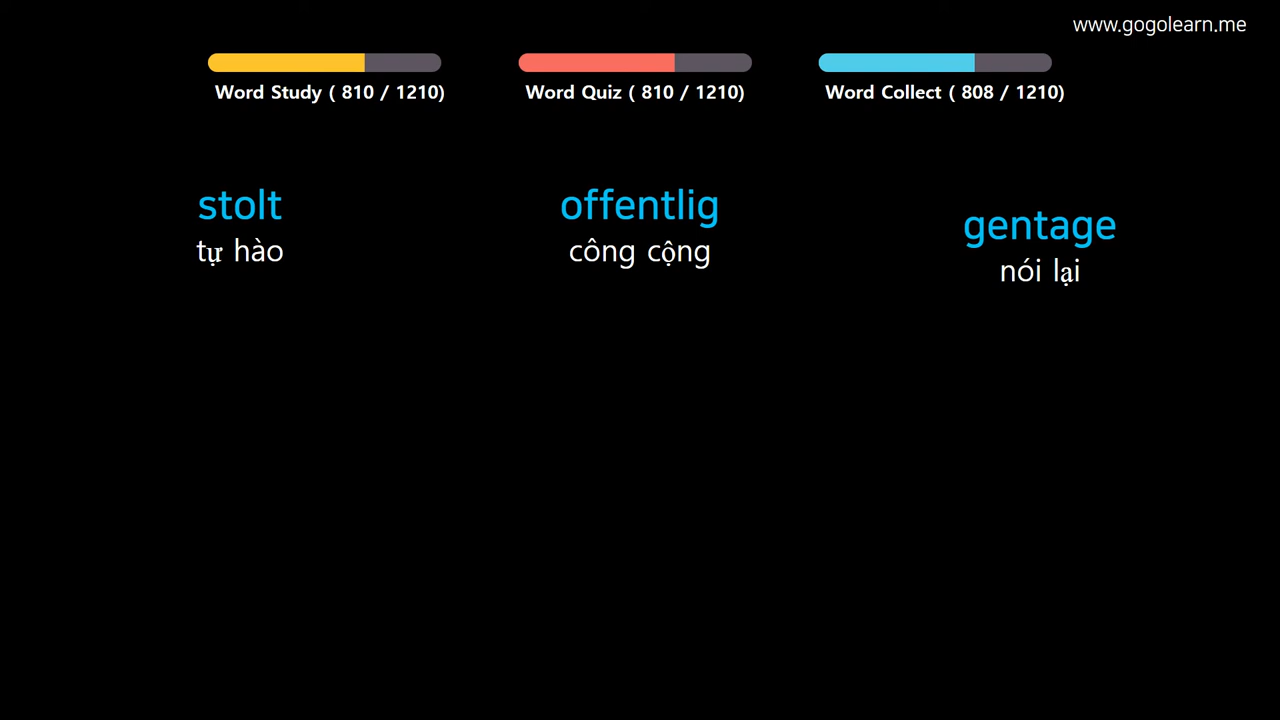 www.gogolearn.me
Word Study ( 810 / 1210)
Word Quiz ( 810 / 1210)
Word Collect ( 808 / 1210)
stolt
tự hào
offentlig
công cộng
gentage
nói lại